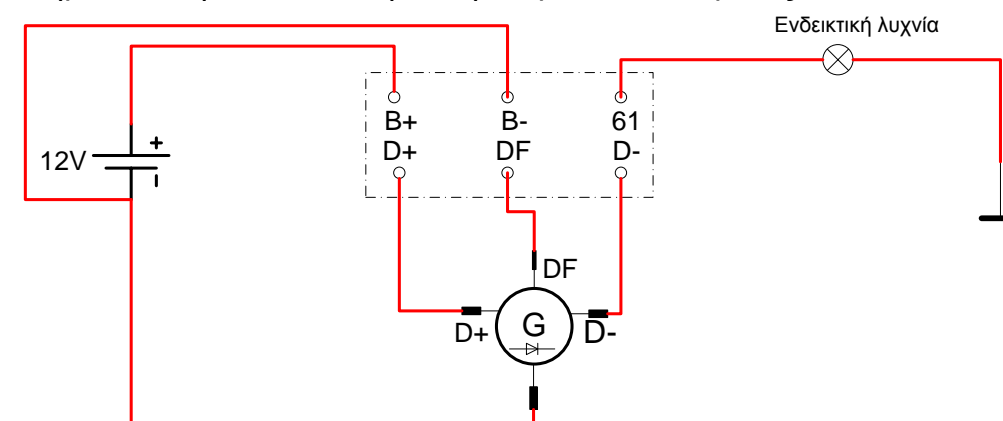 Ενδεικτική λυχνία
B+ B- 61
D+ DF D-
12V
DF
D+ G D-